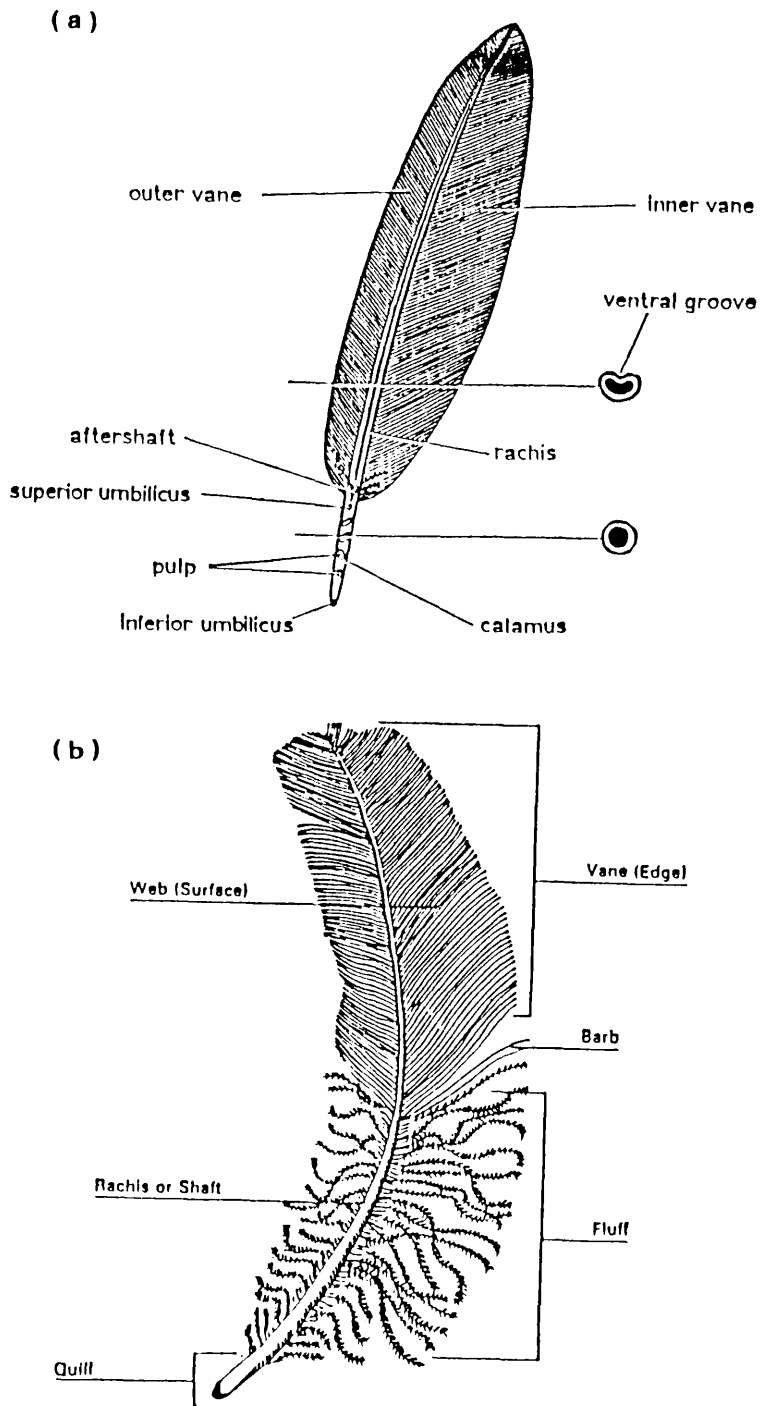 (a)
outer vane
inner vane
ventral groove
aftershaft
rachis
superior umbilicus
pulp
Inferior umbilicus
calamus
(b)
Web (Surface)
Vane (Edge)
Barb
Rachis or Shaft
Fluff
Quill